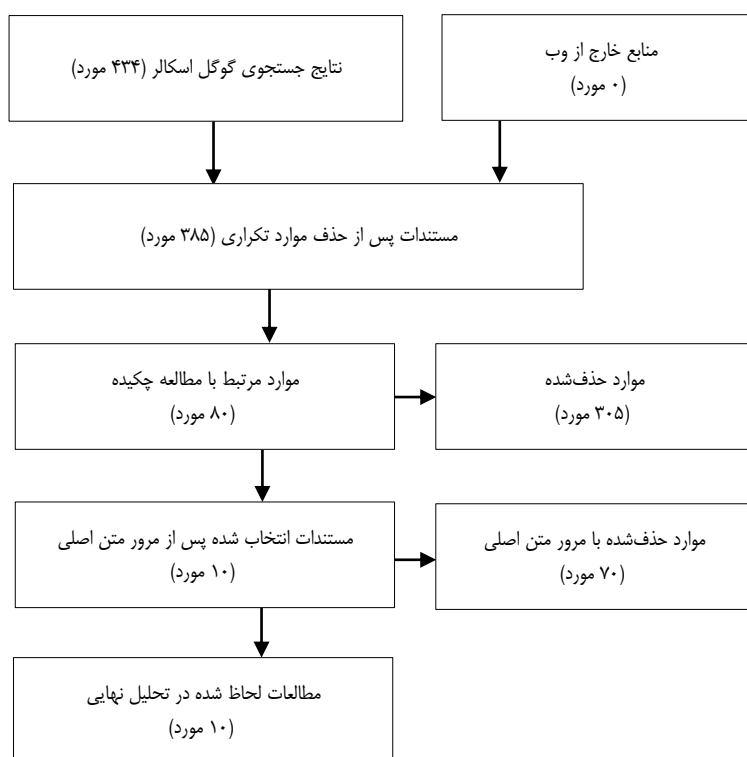 منابع خارج از وب
(۰ مورد)
نتایج جستجوی گوگل اسکالر (۴۳۴ مورد)
مستندات پس از حذف موارد تکراری (۳۸۵ مورد)
موارد مرتبط با مطالعه چکیده
(۸۰ مورد)
موارد حذف‌شده
(۳۰۵ مورد)
مستندات انتخاب شده پس از مرور متن اصلی
(۱۰ مورد)
موارد حذف‌شده با مرور متن اصلی
(۷۰ مورد)
مطالعات لحاظ شده در تحلیل نهایی
(۱۰ مورد)